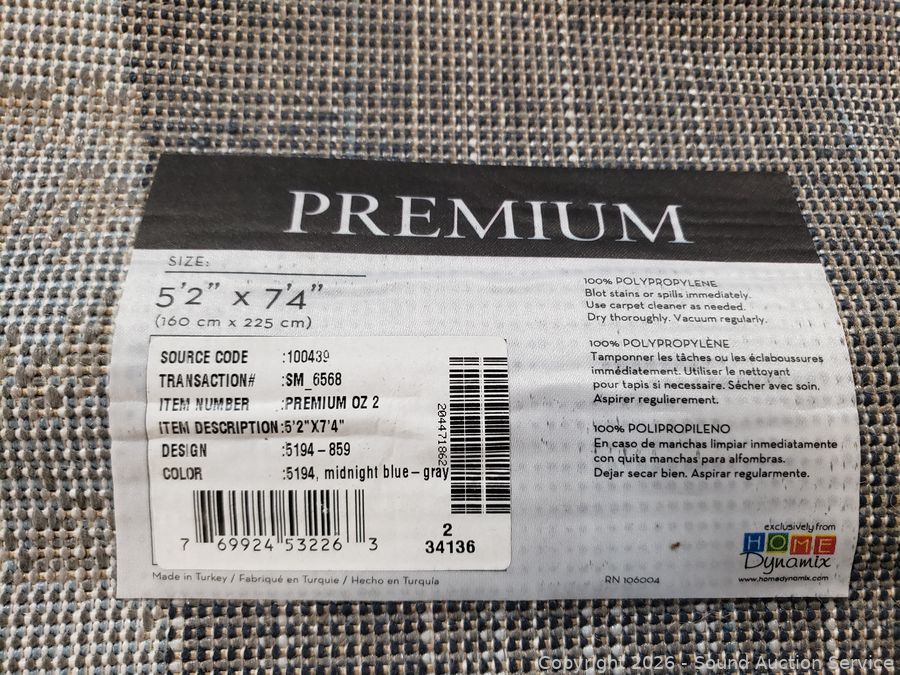 PREMIUM
SIZE:
5'2" x 7'4"
(160 cm x 225 cm)
SOURCE CODE :100439
TRANSACTION# :SM_6568
ITEM NUMBER :PREMIUM OZ 2
ITEM DESCRIPTION:5'2"X7'4"
DESIGN :5194-859
COLOR :5194, midnight blue-gray
204471862
7 69924 53226 3
2
34136
Made in Turkey / Fabriqué en Turquie / Hecho en Turquía
100% POLYPROPYLENE
Blot stains or spills immediately.
Use carpet cleaner as needed.
Dry thoroughly. Vacuum regularly.
100% POLYPROPYLÈNE
Tamponner les tâches ou les éclaboussures
immédiatement. Utiliser le nettoyant
pour tapis si necessaire. Sécher avec soin.
Aspirer regulierement.
100% POLIPROPILENO
En caso de manchas limpiar inmediatamente
con quita manchas para alfombras.
Dejar secar bien. Aspirar regularmente.
exclusively from
HOME
Dynamix
www.homedynamix.com
RN 106004
Copyright 2026 - Sound Auction Service